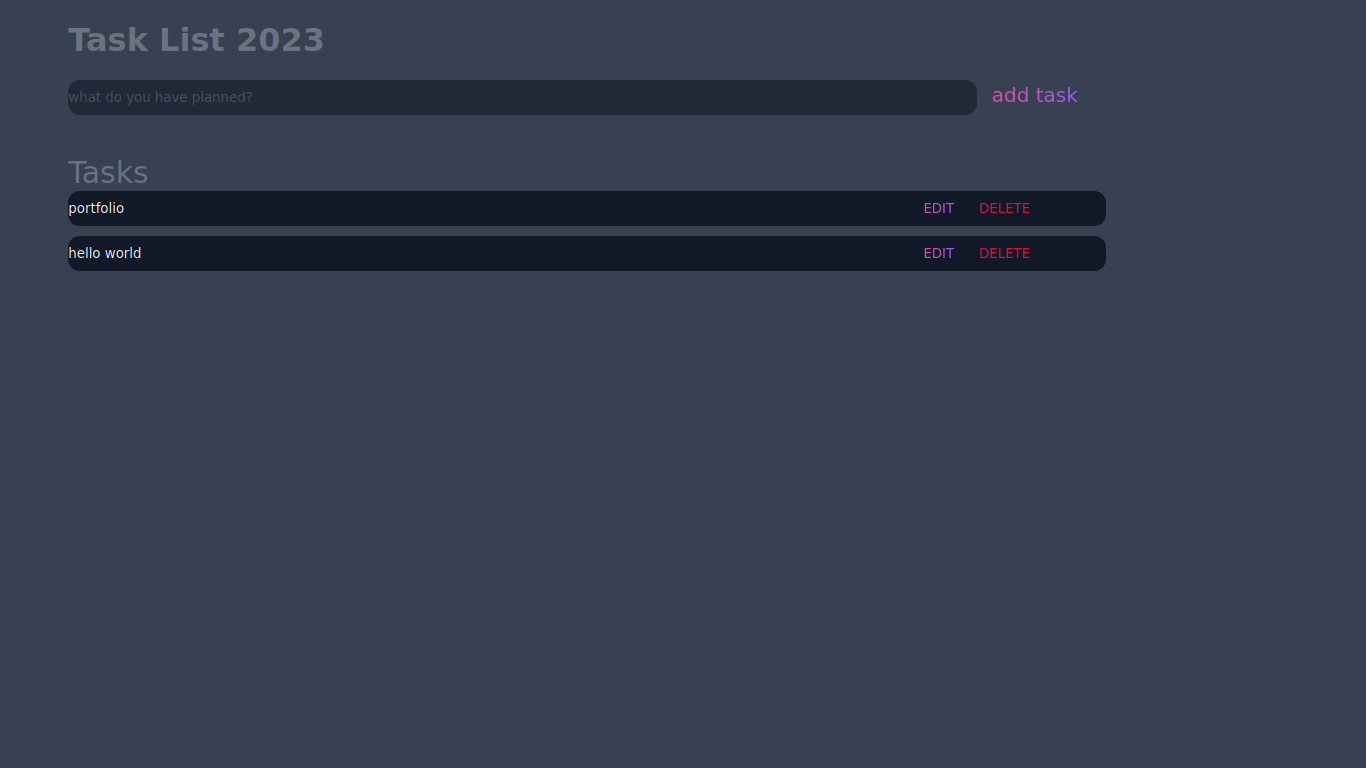 Task List 2023
what do you have planned? add task
Tasks
portfolio EDIT DELETE
hello world EDIT DELETE